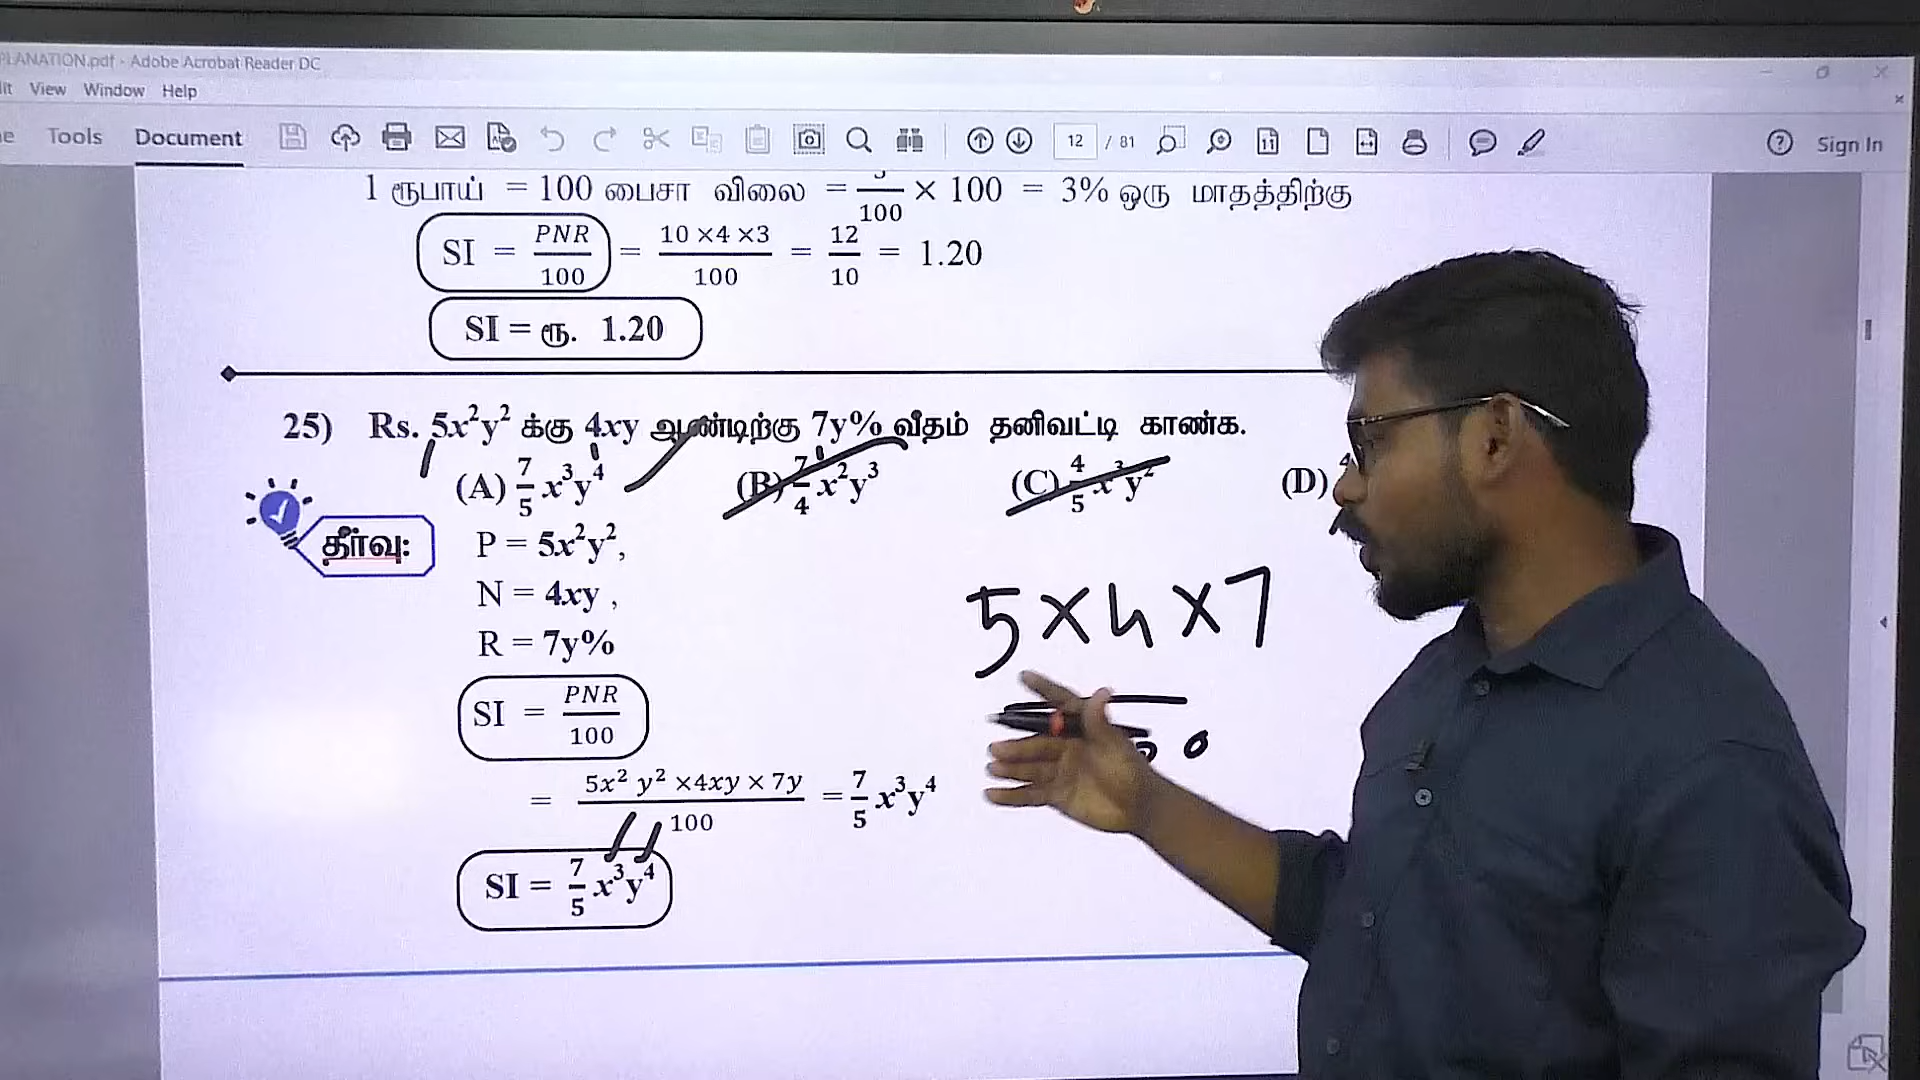 PLANATION.pdf - Adobe Acrobat Reader DC
View Window Help
Tools Document 12 / 81 Sign In
1 ரூபாய் = 100 பைசா விலை = /100 × 100 = 3% ஒரு மாதத்திற்கு
SI = PNR/100 = 10 ×4 ×3/100 = 12/10 = 1.20
SI = ரூ. 1.20
25) Rs. 5x²y² க்கு 4xy ஆண்டிற்கு 7y% வீதம் தனிவட்டி காண்க.
(A) 7/5 x³y⁴ (B) 7/4 x²y³ (C) 4/5 x³y² (D)
தீர்வு: P = 5x²y²,
N = 4xy ,
R = 7y%
5×4×7
SI = PNR/100
= 5x² y² ×4xy × 7y/100 = 7/5 x³y⁴
SI = 7/5 x³y⁴